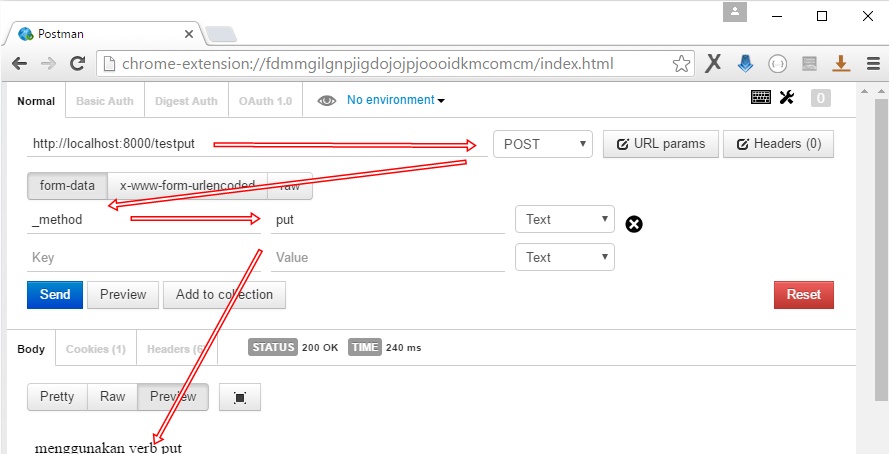 Postman
chrome-extension://fdmmgilgnpjigdojojpjoooidkmcomcm/index.html
Normal Basic Auth Digest Auth OAuth 1.0 No environment 0
http://localhost:8000/testput POST URL params Headers (0)
form-data x-www-form-urlencoded raw
_method put Text
Key Value Text
Send Preview Add to collection Reset
Body Cookies (1) Headers (6) STATUS 200 OK TIME 240 ms
Pretty Raw Preview
menggunakan verb put